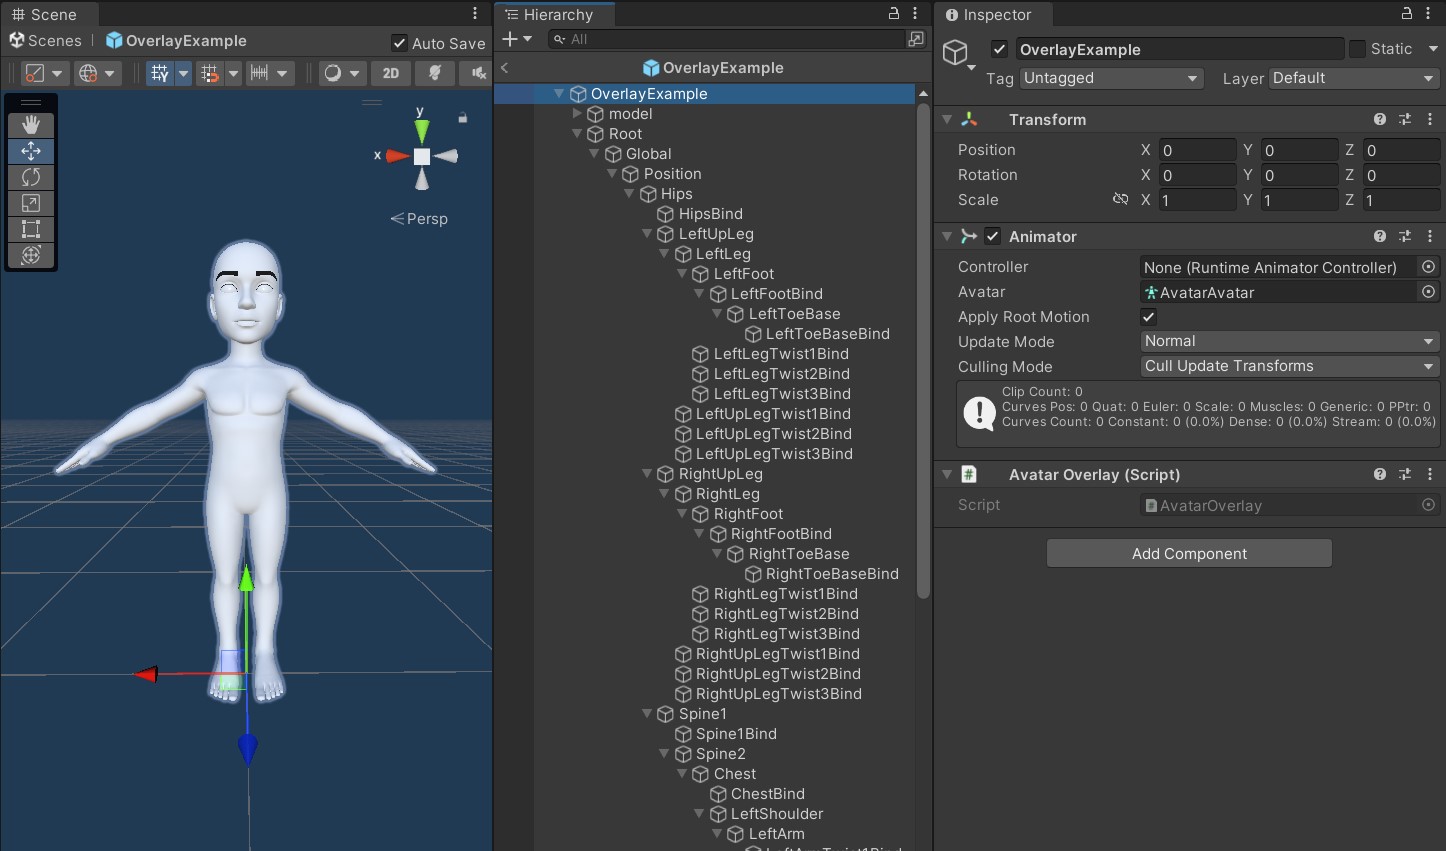 Scene
Scenes | OverlayExample
Auto Save
2D
y
x
Persp
Hierarchy
All
OverlayExample
OverlayExample
model
Root
Global
Position
Hips
HipsBind
LeftUpLeg
LeftLeg
LeftFoot
LeftFootBind
LeftToeBase
LeftToeBaseBind
LeftLegTwist1Bind
LeftLegTwist2Bind
LeftLegTwist3Bind
LeftUpLegTwist1Bind
LeftUpLegTwist2Bind
LeftUpLegTwist3Bind
RightUpLeg
RightLeg
RightFoot
RightFootBind
RightToeBase
RightToeBaseBind
RightLegTwist1Bind
RightLegTwist2Bind
RightLegTwist3Bind
RightUpLegTwist1Bind
RightUpLegTwist2Bind
RightUpLegTwist3Bind
Spine1
Spine1Bind
Spine2
Chest
ChestBind
LeftShoulder
LeftArm
Inspector
OverlayExample Static
Tag Untagged Layer Default
Transform
Position X 0 Y 0 Z 0
Rotation X 0 Y 0 Z 0
Scale X 1 Y 1 Z 1
Animator
Controller None (Runtime Animator Controller)
Avatar AvatarAvatar
Apply Root Motion
Update Mode Normal
Culling Mode Cull Update Transforms
Clip Count: 0
Curves Pos: 0 Quat: 0 Euler: 0 Scale: 0 Muscles: 0 Generic: 0 PPtr: 0
Curves Count: 0 Constant: 0 (0.0%) Dense: 0 (0.0%) Stream: 0 (0.0%)
# Avatar Overlay (Script)
Script AvatarOverlay
Add Component